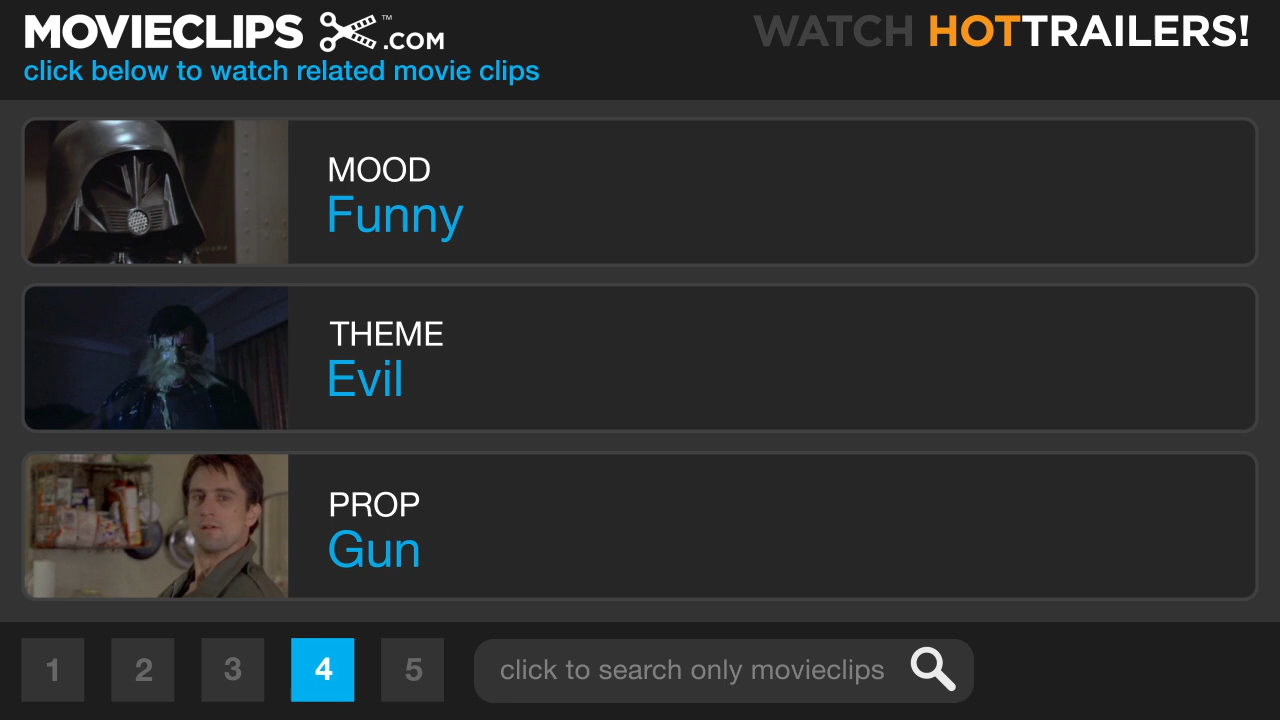 MOVIECLIPS ™ .COM
WATCH HOTTRAILERS!
click below to watch related movie clips
MOOD
Funny
THEME
Evil
PROP
Gun
1 2 3 4 5
click to search only movieclips